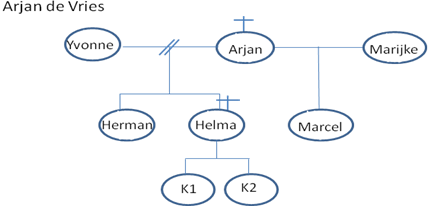 Arjan de Vries
Yvonne Arjan Marijke
Herman Helma Marcel
K1 K2